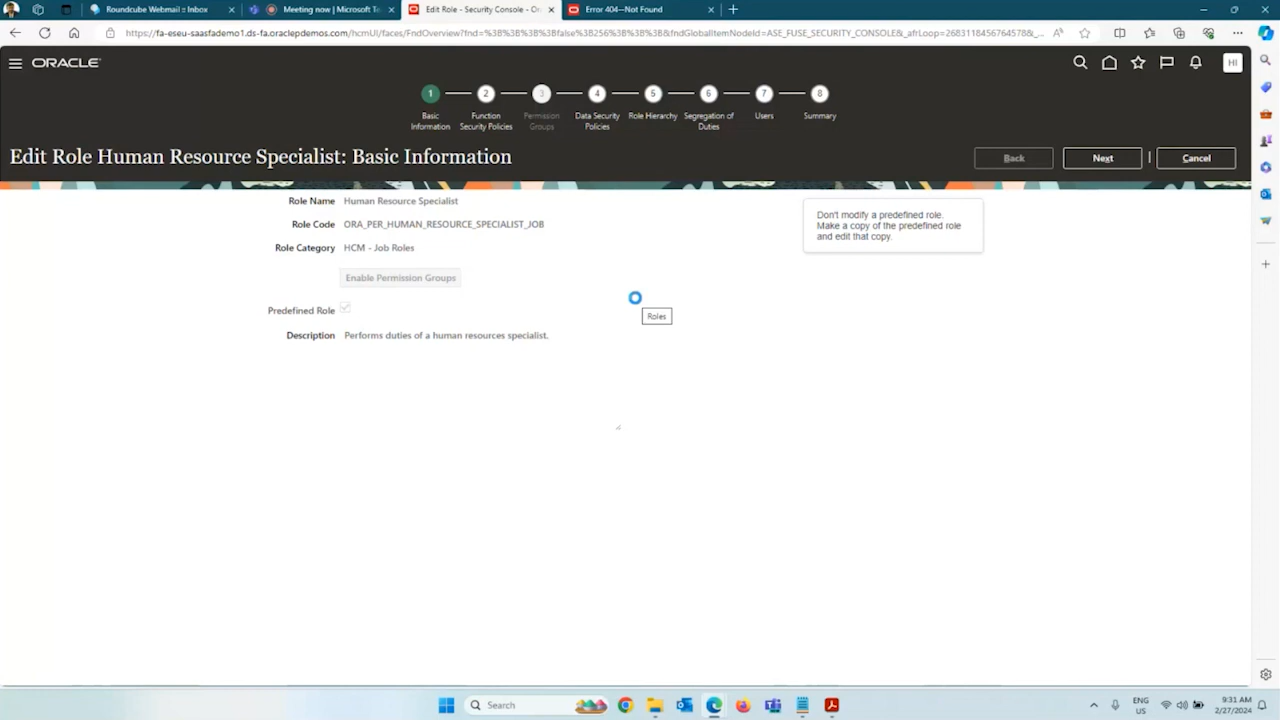 Roundcube Webmail :: Inbox
Meeting now | Microsoft Te
Edit Role - Security Console - Or
Error 404--Not Found
https://fa-eseu-saasfademo1.ds-fa.oraclepdemos.com/hcmUI/faces/FndOverview?fnd=%3B%3B%3B%3Bfalse%3B256%3B%3B%3B&fndGlobalItemNodeId=ASE_FUSE_SECURITY_CONSOLE&_afrLoop=2683118456764578&_...
ORACLE
HI
1 2 3 4 5 6 7 8
Basic Information
Function Security Policies
Permission Groups
Data Security Policies
Role Hierarchy
Segregation of Duties
Users
Summary
Edit Role Human Resource Specialist: Basic Information
Back
Next
Cancel
Role Name Human Resource Specialist
Role Code ORA_PER_HUMAN_RESOURCE_SPECIALIST_JOB
Role Category HCM - Job Roles
Enable Permission Groups
Predefined Role
Description Performs duties of a human resources specialist.
Don't modify a predefined role.
Make a copy of the predefined role
and edit that copy.
Roles
Search
ENG
US
9:31 AM
2/27/2024